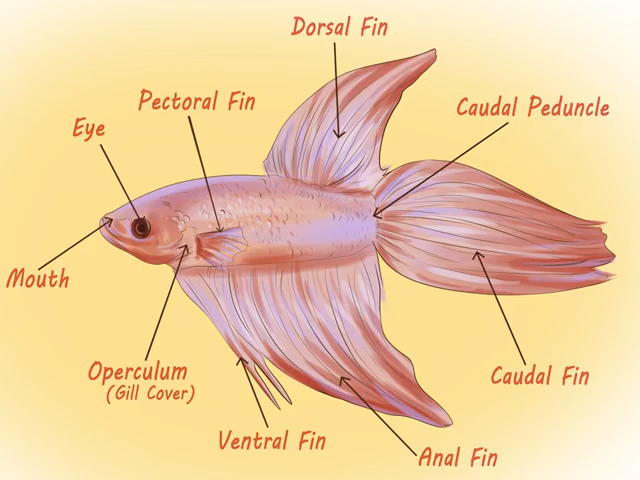 Dorsal Fin
Pectoral Fin
Caudal Peduncle
Eye
Mouth
Operculum
(Gill Cover)
Caudal Fin
Ventral Fin
Anal Fin